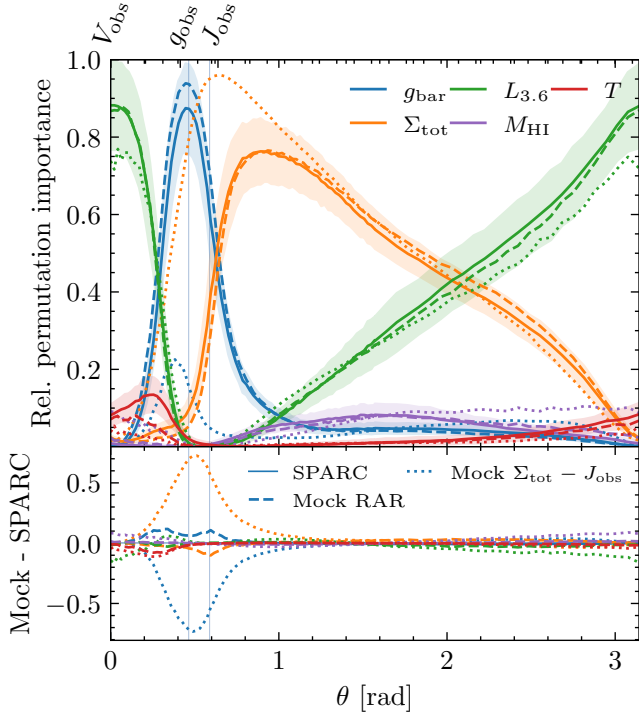 V_obs g_obs J_obs
Rel. permutation importance
1.0
0.8
0.6
0.4
0.2
g_bar L_3.6 T
Σ_tot M_HI
Mock - SPARC
0.5
0.0
−0.5
SPARC Mock Σ_tot − J_obs
Mock RAR
0 1 2 3
θ [rad]